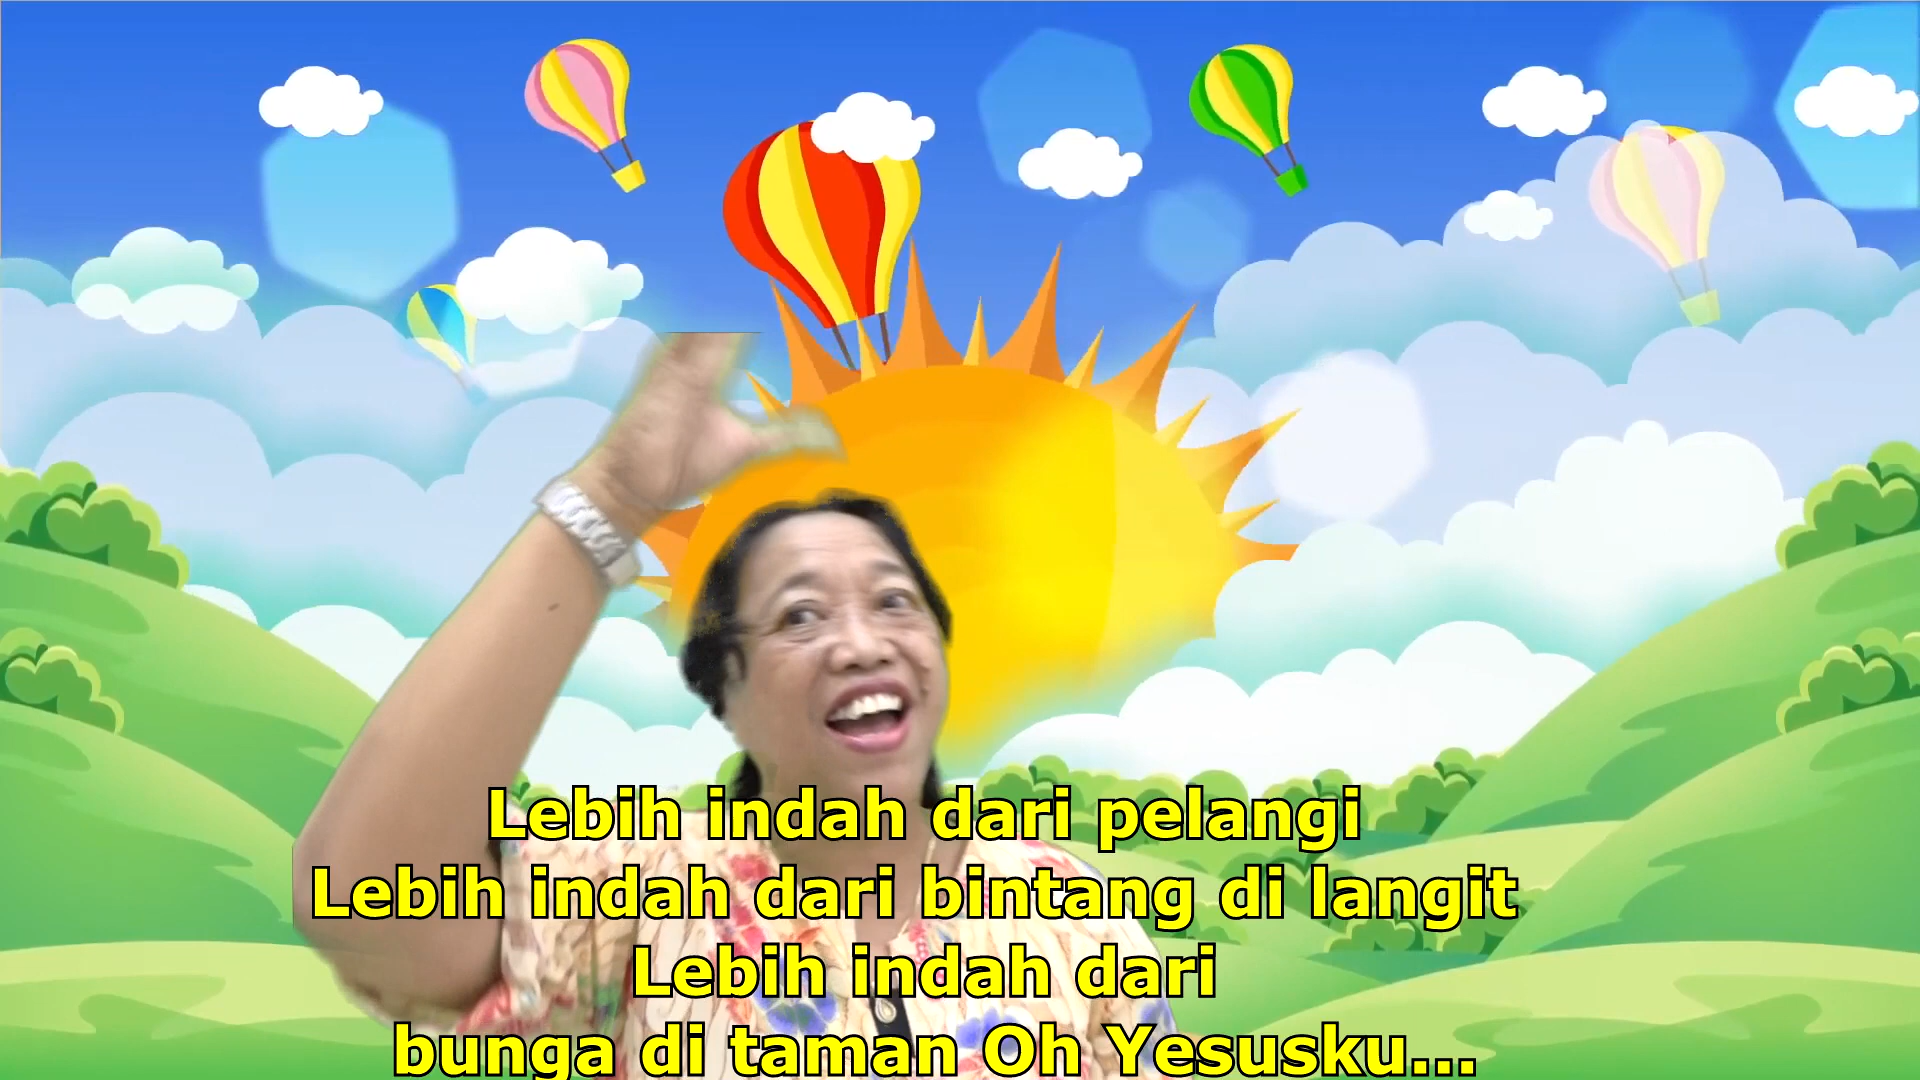 Lebih indah dari pelangi
Lebih indah dari bintang di langit
Lebih indah dari
bunga di taman Oh Yesusku...